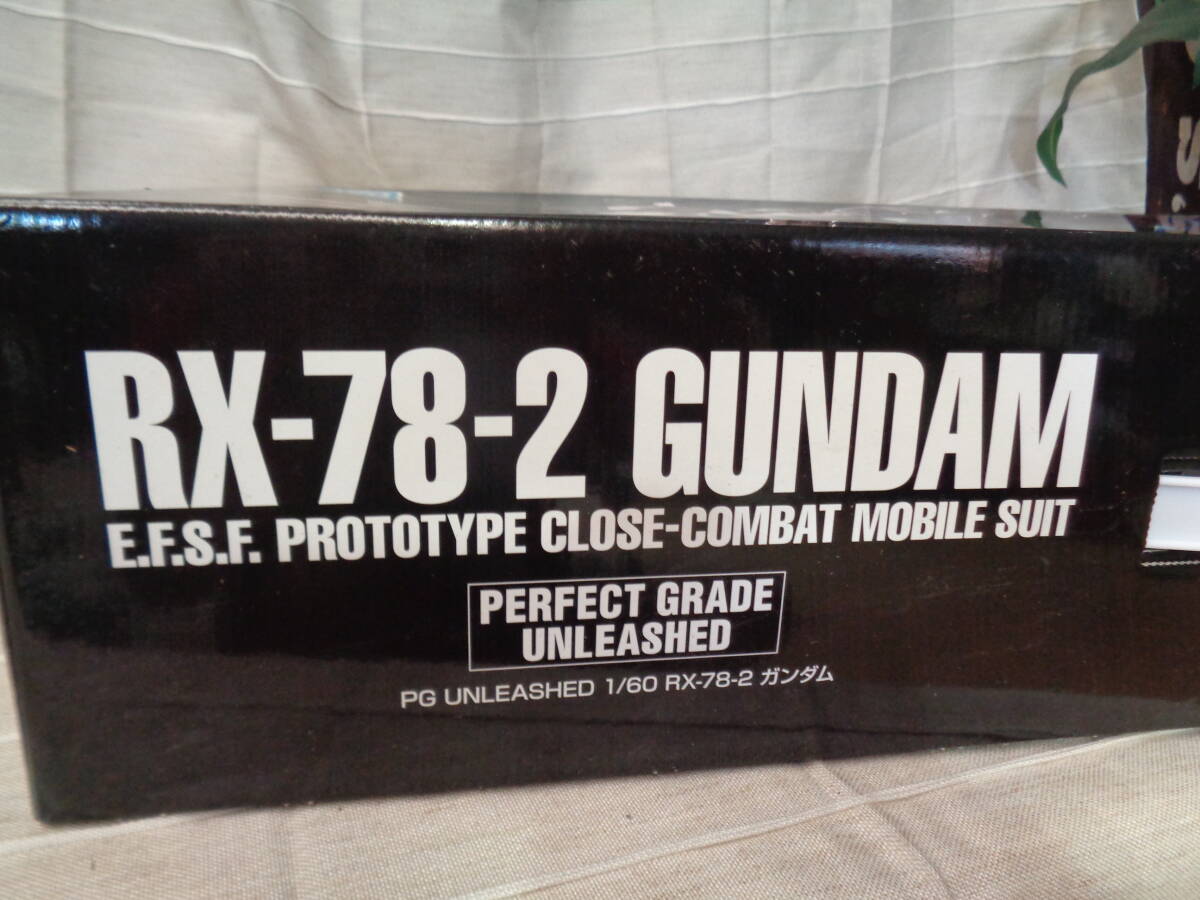 RX-78-2 GUNDAM
E.F.S.F. PROTOTYPE CLOSE-COMBAT MOBILE SUIT
PERFECT GRADE
UNLEASHED
PG UNLEASHED 1/60 RX-78-2 ガンダム